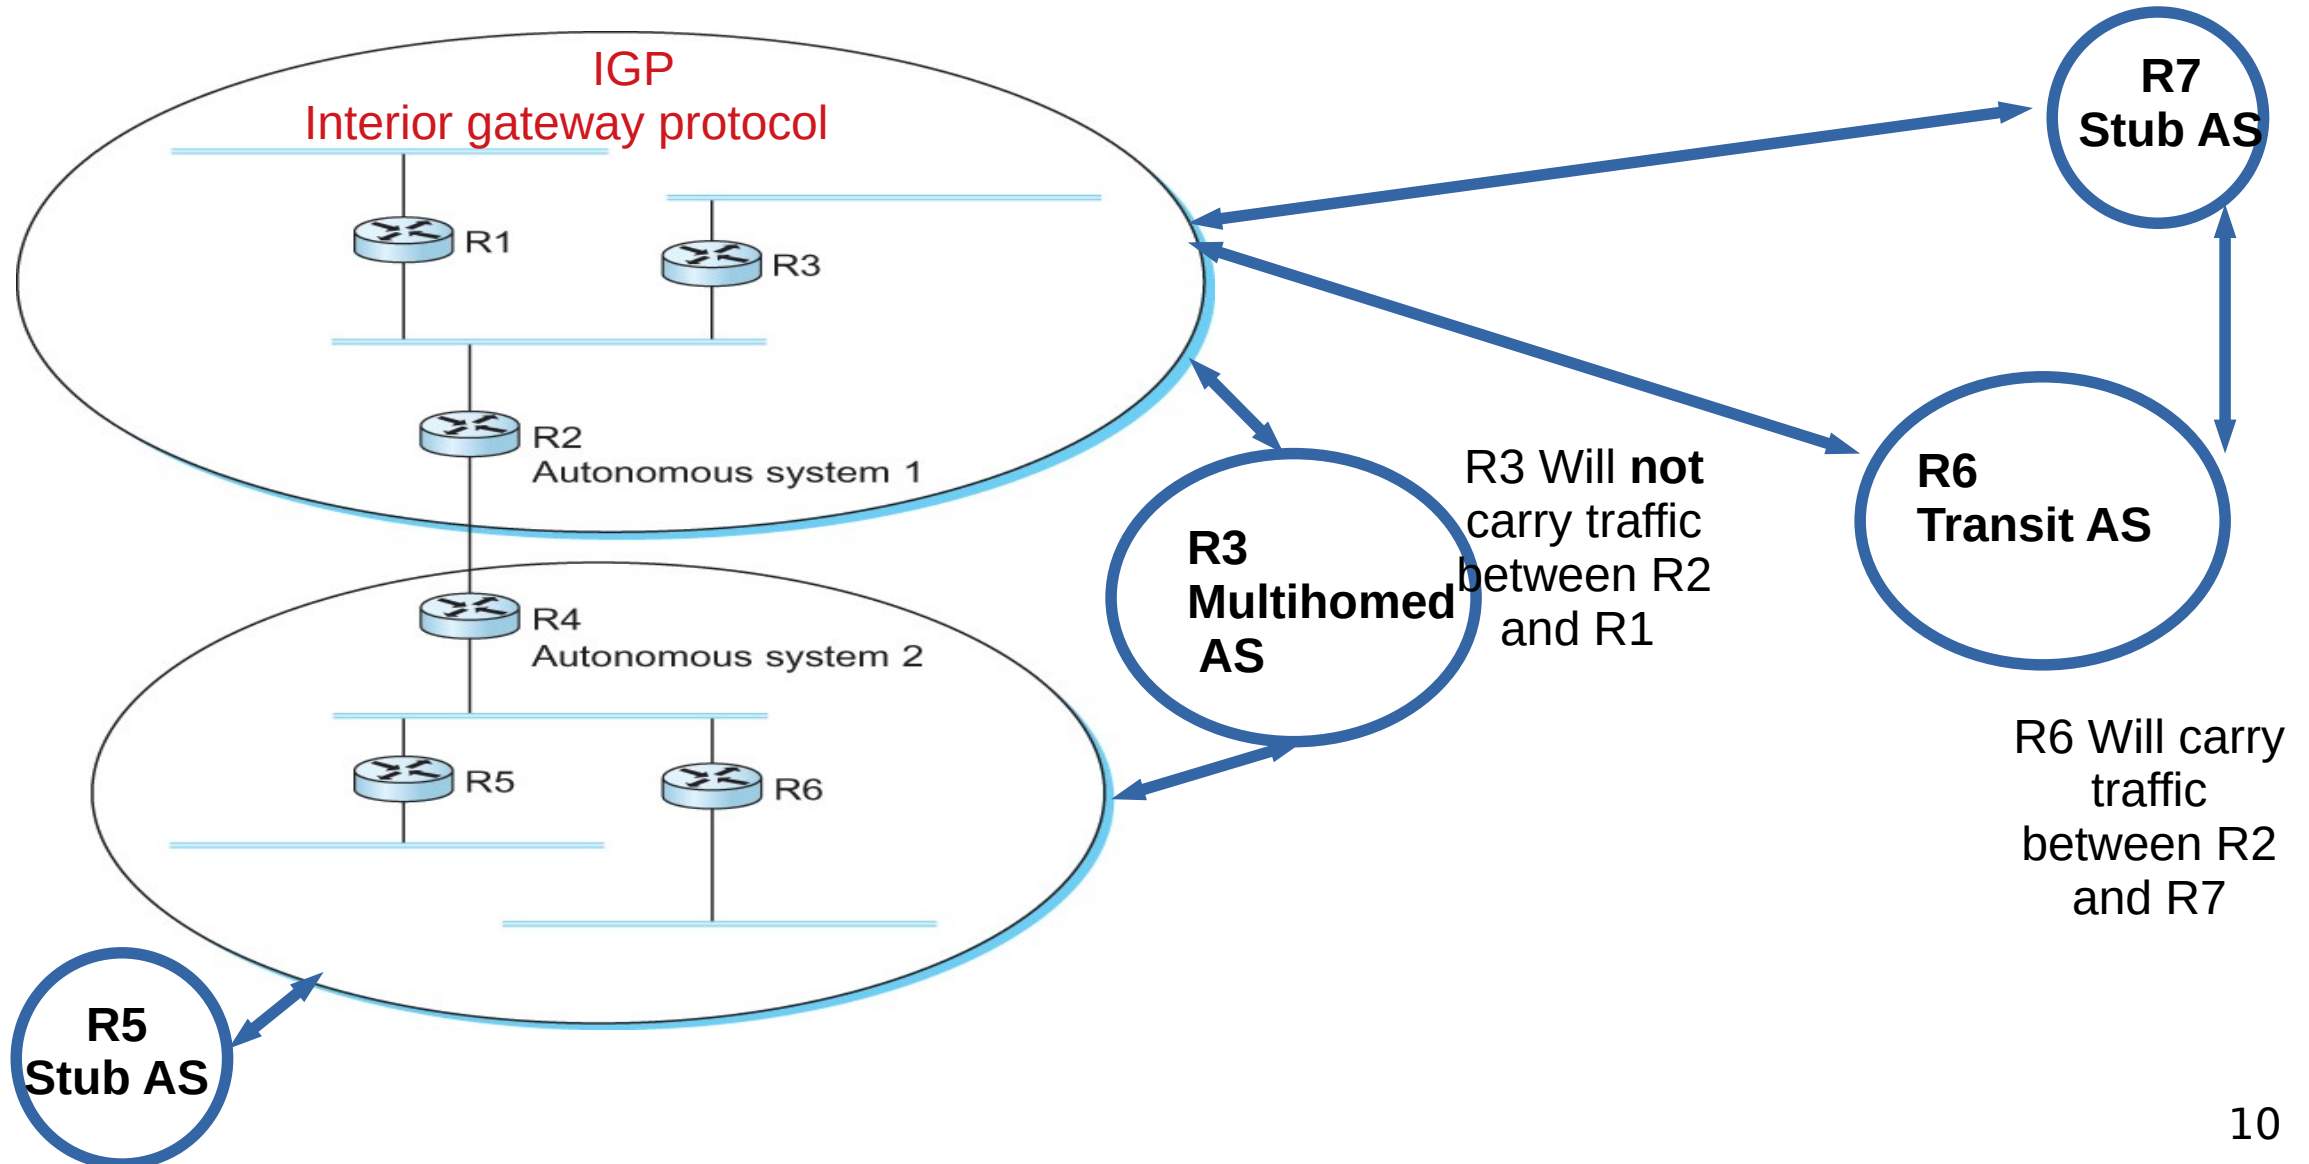 IGP
Interior gateway protocol
R1
R3
R2
Autonomous system 1
R4
Autonomous system 2
R5
R6
R5
Stub AS
R3
Multihomed
AS
R3 Will not
carry traffic
between R2
and R1
R7
Stub AS
R6
Transit AS
R6 Will carry
traffic
between R2
and R7
10